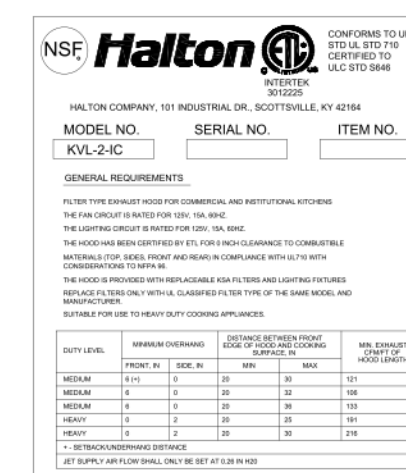 NSF Halton ETL
CONFORMS TO U
STD UL STD 710
CERTIFIED TO
ULC STD S646
INTERTEK
3012225
HALTON COMPANY, 101 INDUSTRIAL DR., SCOTTSVILLE, KY 42164
MODEL NO. SERIAL NO. ITEM NO.
KVL-2-IC
GENERAL REQUIREMENTS
FILTER TYPE EXHAUST HOOD FOR COMMERCIAL AND INSTITUTIONAL KITCHENS
THE FAN CIRCUIT IS RATED FOR 125V, 15A, 60HZ.
THE LIGHTING CIRCUIT IS RATED FOR 125V, 15A, 60HZ.
THE HOOD HAS BEEN CERTIFIED BY ETL FOR 0 INCH CLEARANCE TO COMBUSTIBLE
MATERIALS (TOP, SIDES, FRONT AND REAR) IN COMPLIANCE WITH UL710 WITH
CONSIDERATIONS TO NFPA 96.
THE HOOD IS PROVIDED WITH REPLACEABLE KSA FILTERS AND LIGHTING FIXTURES
REPLACE FILTERS ONLY WITH UL CLASSIFIED FILTER TYPE OF THE SAME MODEL AND
MANUFACTURER.
SUITABLE FOR USE TO HEAVY DUTY COOKING APPLIANCES.
DUTY LEVEL MINIMUM OVERHANG DISTANCE BETWEEN FRONT EDGE OF HOOD AND COOKING SURFACE, IN MIN. EXHAUST CFM/FT OF HOOD LENGTH
FRONT, IN SIDE, IN MIN MAX
MEDIUM 6 (+) 0 20 30 121
MEDIUM 6 0 20 32 106
MEDIUM 6 0 20 36 133
HEAVY 0 2 20 25 191
HEAVY 0 2 20 30 216
+ - SETBACK/UNDERHANG DISTANCE
JET SUPPLY AIR FLOW SHALL ONLY BE SET AT 0.26 IN H20